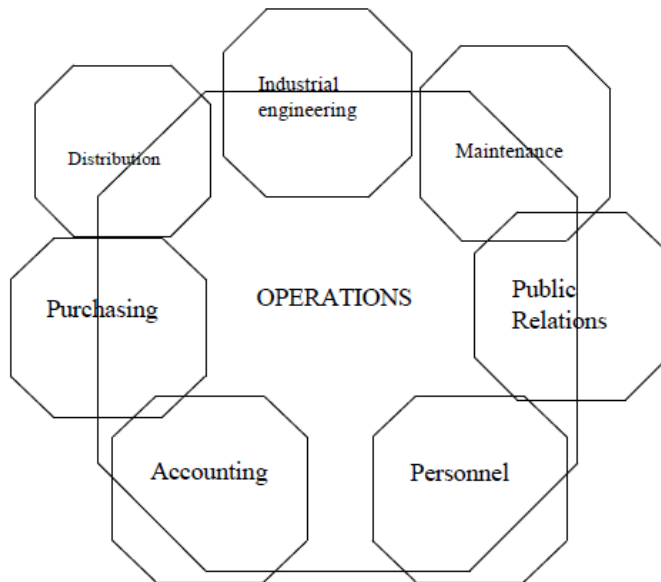 Industrial
engineering
Distribution
Maintenance
OPERATIONS
Public
Relations
Purchasing
Accounting
Personnel